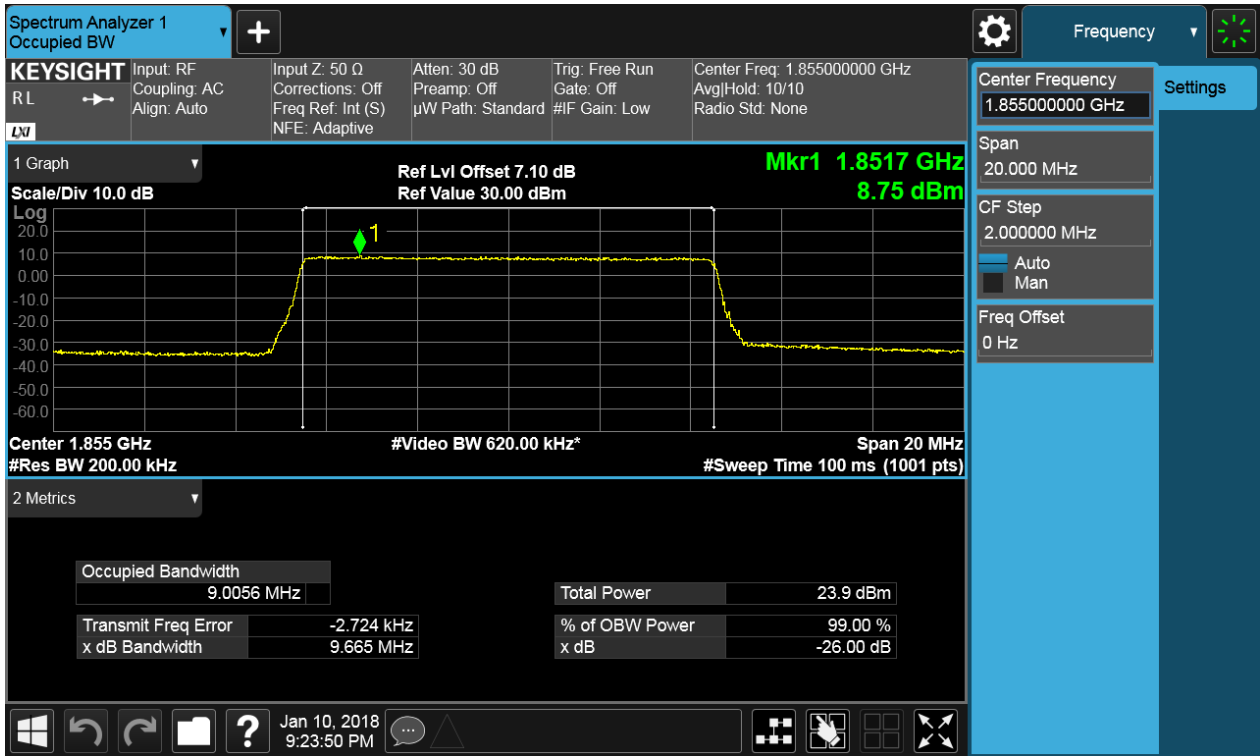 Spectrum Analyzer 1
Occupied BW
+
Frequency
KEYSIGHT
R L
LXI
Input: RF
Coupling: AC
Align: Auto
Input Z: 50 Ω
Corrections: Off
Freq Ref: Int (S)
NFE: Adaptive
Atten: 30 dB
Preamp: Off
µW Path: Standard
Trig: Free Run
Gate: Off
#IF Gain: Low
Center Freq: 1.855000000 GHz
Avg|Hold: 10/10
Radio Std: None
Center Frequency
1.855000000 GHz
Settings
Span
20.000 MHz
CF Step
2.000000 MHz
Auto
Man
Freq Offset
0 Hz
1 Graph
Scale/Div 10.0 dB
Ref Lvl Offset 7.10 dB
Ref Value 30.00 dBm
Mkr1 1.8517 GHz
8.75 dBm
Log
20.0
10.0
0.00
-10.0
-20.0
-30.0
-40.0
-50.0
-60.0
1
Center 1.855 GHz
#Video BW 620.00 kHz*
Span 20 MHz
#Res BW 200.00 kHz
#Sweep Time 100 ms (1001 pts)
2 Metrics
Occupied Bandwidth
9.0056 MHz
Transmit Freq Error -2.724 kHz
x dB Bandwidth 9.665 MHz
Total Power 23.9 dBm
% of OBW Power 99.00 %
x dB -26.00 dB
?
Jan 10, 2018
9:23:50 PM